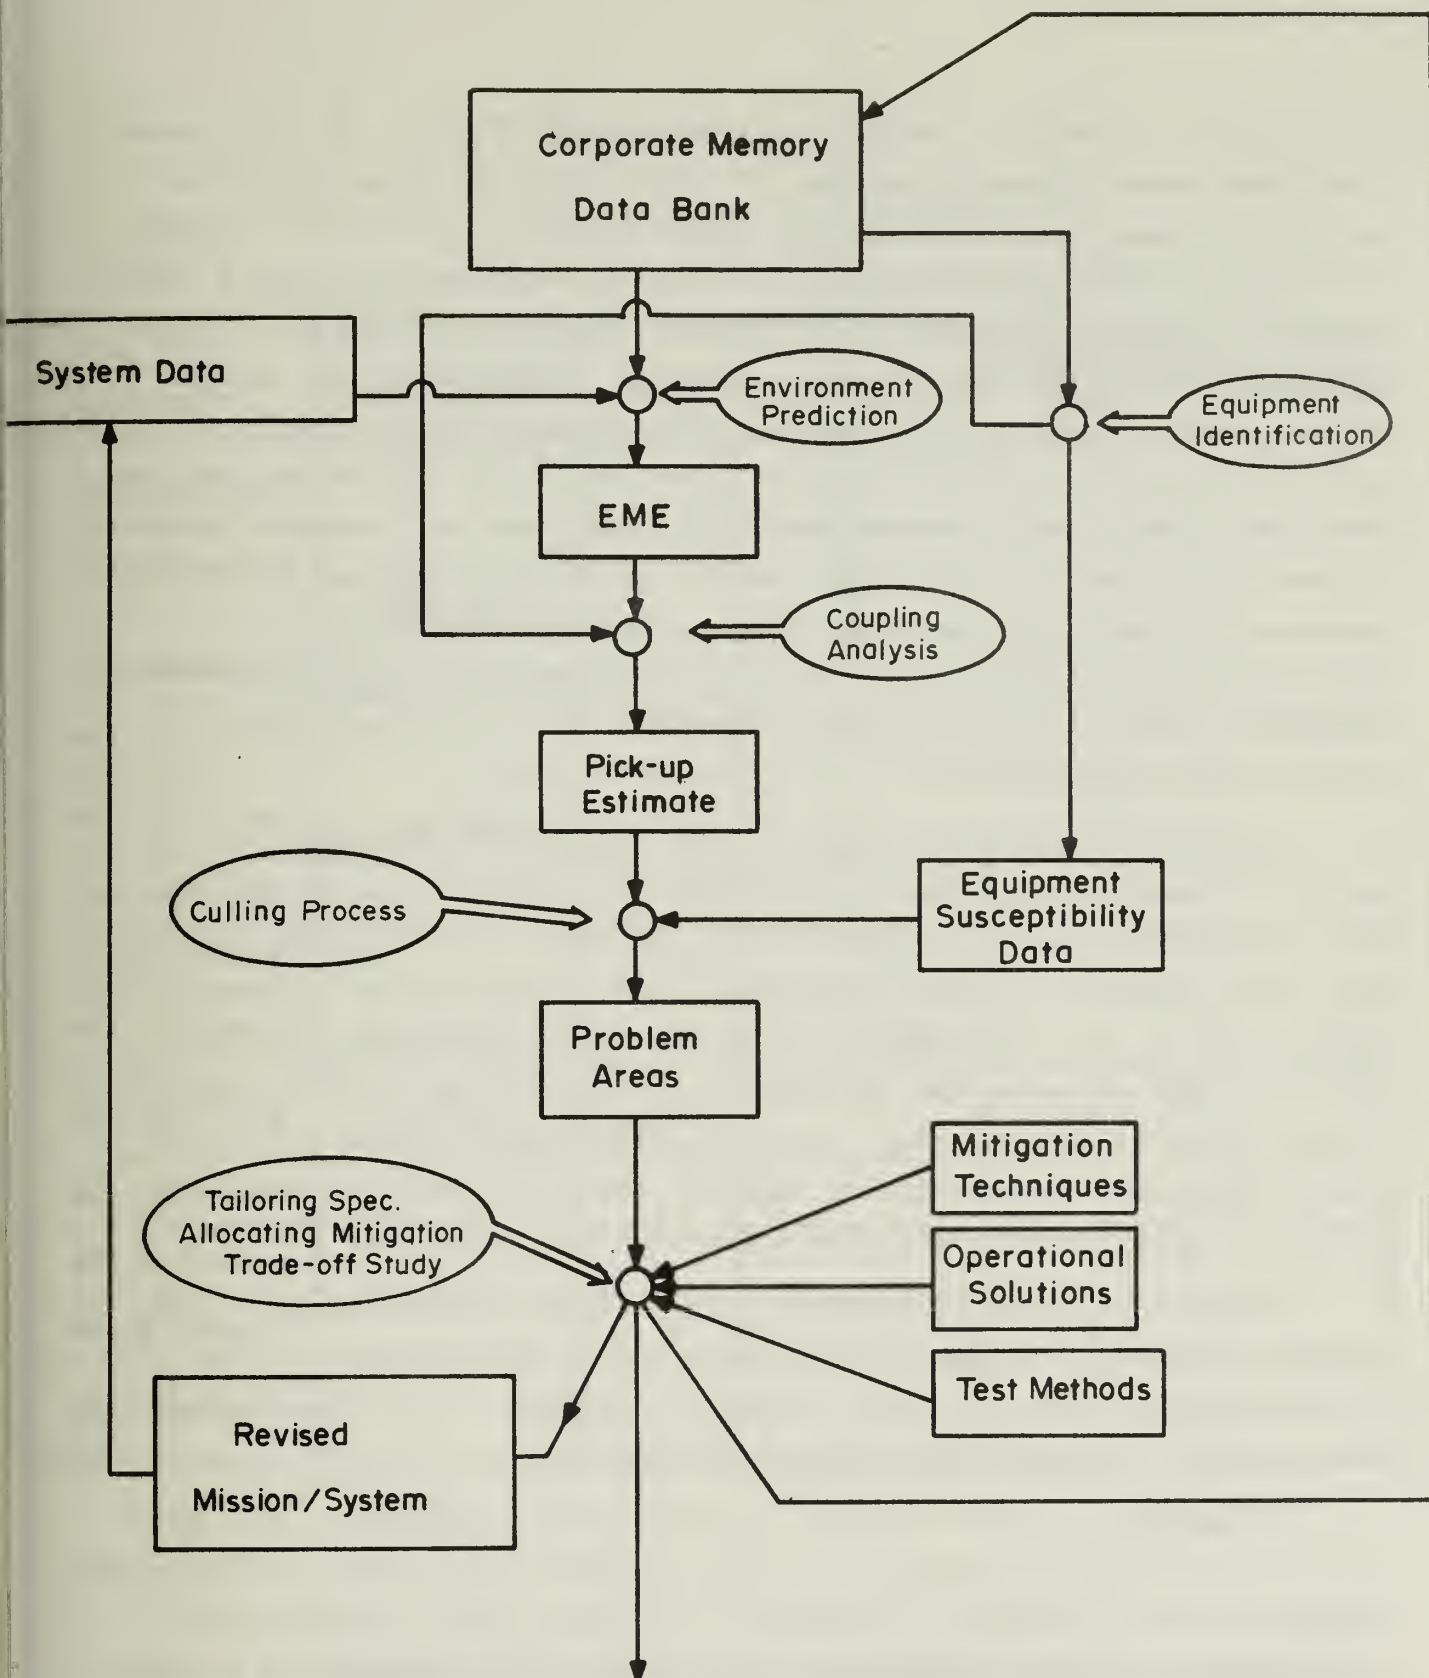 Corporate Memory
Data Bank
System Data
Environment
Prediction
Equipment
Identification
EME
Coupling
Analysis
Pick-up
Estimate
Culling Process
Equipment
Susceptibility
Data
Problem
Areas
Mitigation
Techniques
Tailoring Spec.
Allocating Mitigation
Trade-off Study
Operational
Solutions
Test Methods
Revised
Mission/System